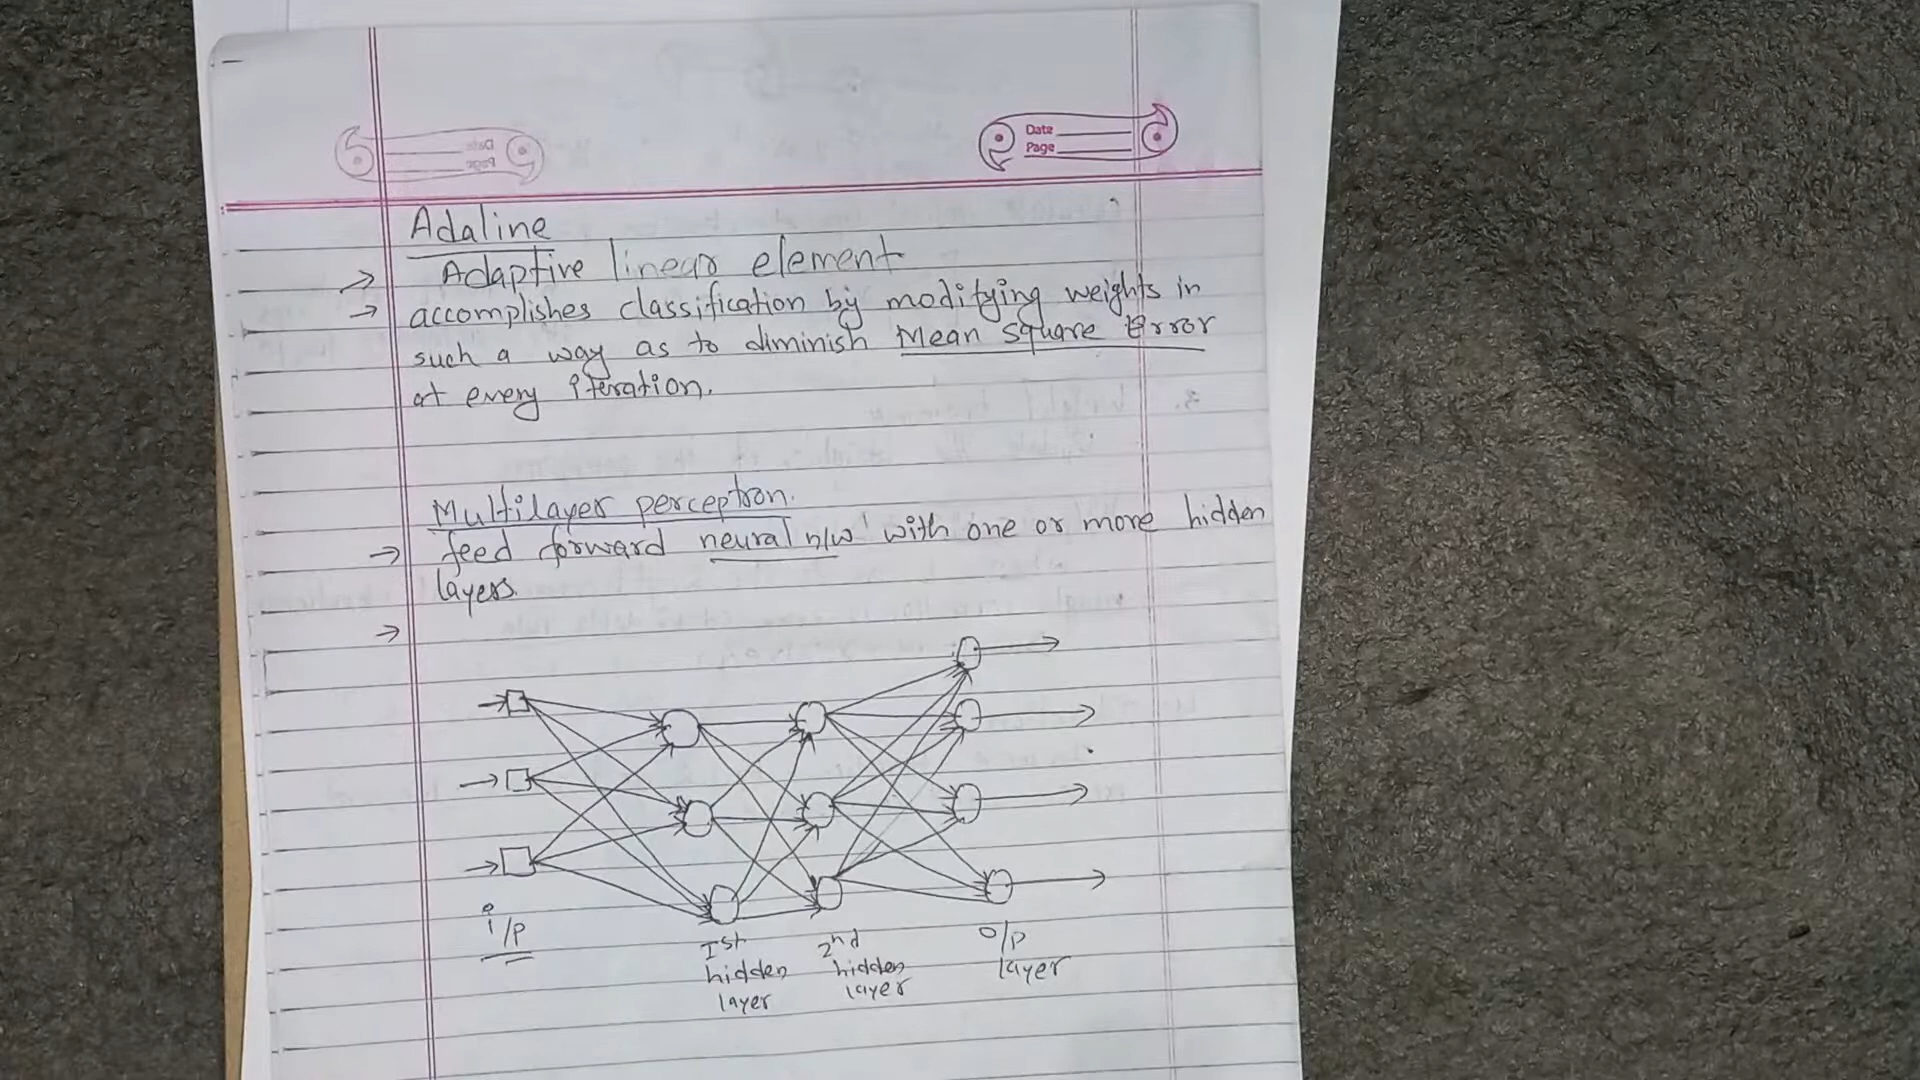 Date
Page
Adaline
→ Adaptive linear element
→ accomplishes classification by modifying weights in
such a way as to diminish Mean Square Error
at every iteration.
Multilayer perceptron.
→ feed forward neural n/w with one or more hidden
layers.
→
i/p
Ist hidden layer
2nd hidden layer
o/p layer